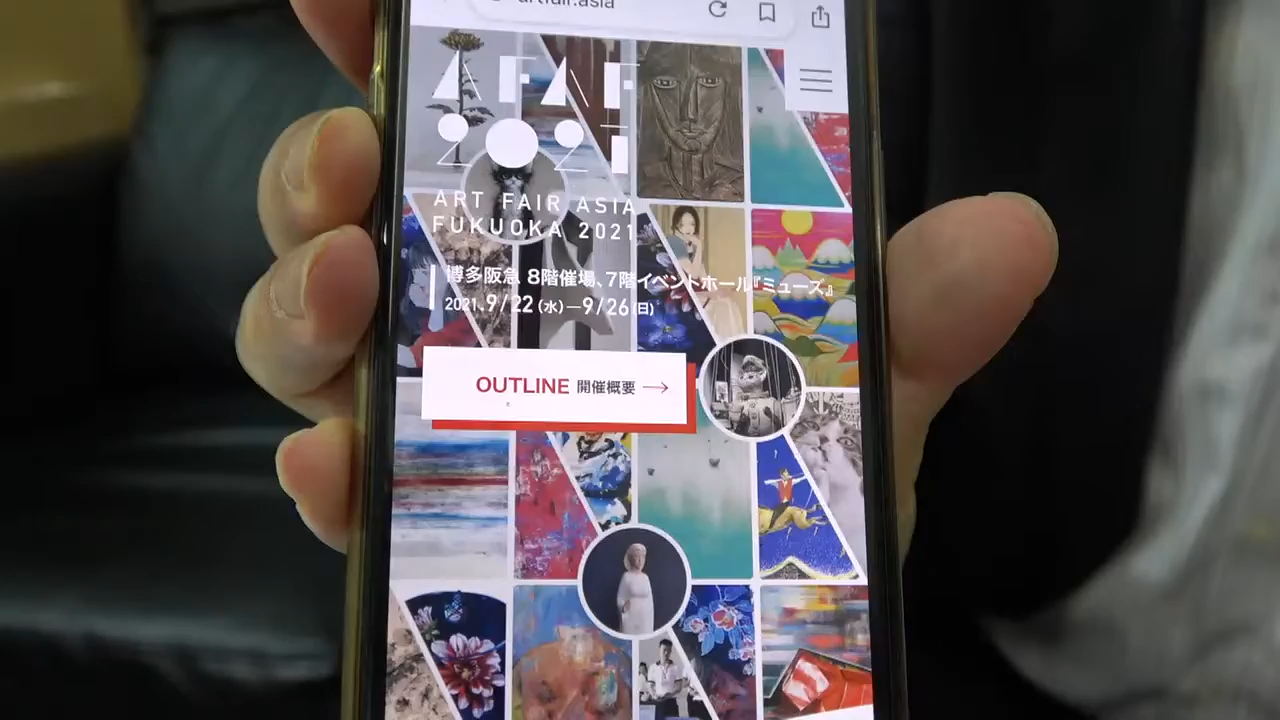 artfair.asia
AFAF
2021
ART FAIR ASIA
FUKUOKA 2021
博多阪急 8階催場、7階イベントホール『ミューズ』
2021.9/22(水)—9/26(日)
OUTLINE 開催概要 →